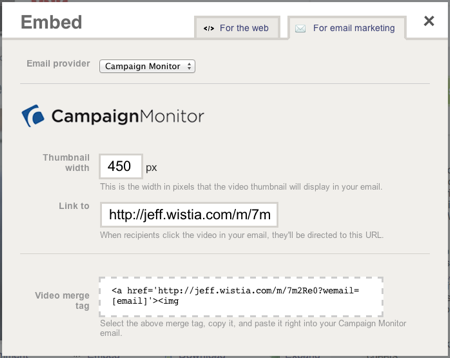 Embed
For the web
For email marketing
Email provider
Campaign Monitor
CampaignMonitor
Thumbnail
width
450 px
This is the width in pixels that the video thumbnail will display in your email.
Link to
http://jeff.wistia.com/m/7m
When recipients click the video in your email, they'll be directed to this URL.
Video merge
tag
<a href='http://jeff.wistia.com/m/7m2Re0?wemail=
[email]'><img
Select the above merge tag, copy it, and paste it right into your Campaign Monitor
email.